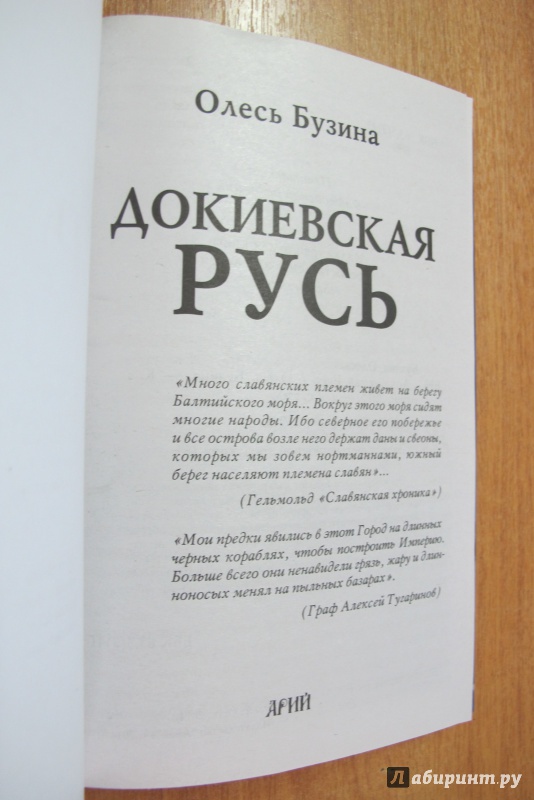 Олесь Бузина
ДОКИЕВСКАЯ
РУСЬ
«Много славянских племен живет на берегу
Балтийского моря... Вокруг этого моря сидят
многие народы. Ибо северное его побережье
и все острова возле него держат даны и свеоны,
которых мы зовем нортманнами, южный
берег населяют племена славян»...
(Гельмольд «Славянская хроника»)
«Мои предки явились в этот Город на длинных
черных кораблях, чтобы построить Империю.
Больше всего они ненавидели грязь, жару и длин-
ноносых менял на пыльных базарах».
(Граф Алексей Тугаринов)
АРИЙ
Лабиринт.ру